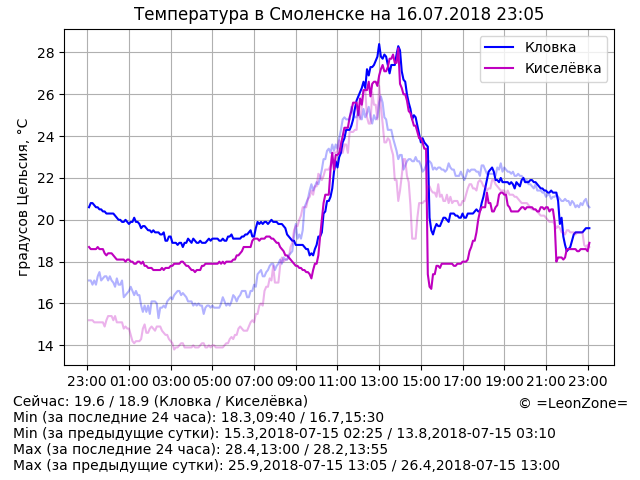 Температура в Смоленске на 16.07.2018 23:05
Кловка
Киселёвка
градусов Цельсия, °C
28
26
24
22
20
18
16
14
23:00 01:00 03:00 05:00 07:00 09:00 11:00 13:00 15:00 17:00 19:00 21:00 23:00
Сейчас: 19.6 / 18.9 (Кловка / Киселёвка)
© =LeonZone=
Min (за последние 24 часа): 18.3,09:40 / 16.7,15:30
Min (за предыдущие сутки): 15.3,2018-07-15 02:25 / 13.8,2018-07-15 03:10
Max (за последние 24 часа): 28.4,13:00 / 28.2,13:55
Max (за предыдущие сутки): 25.9,2018-07-15 13:05 / 26.4,2018-07-15 13:00